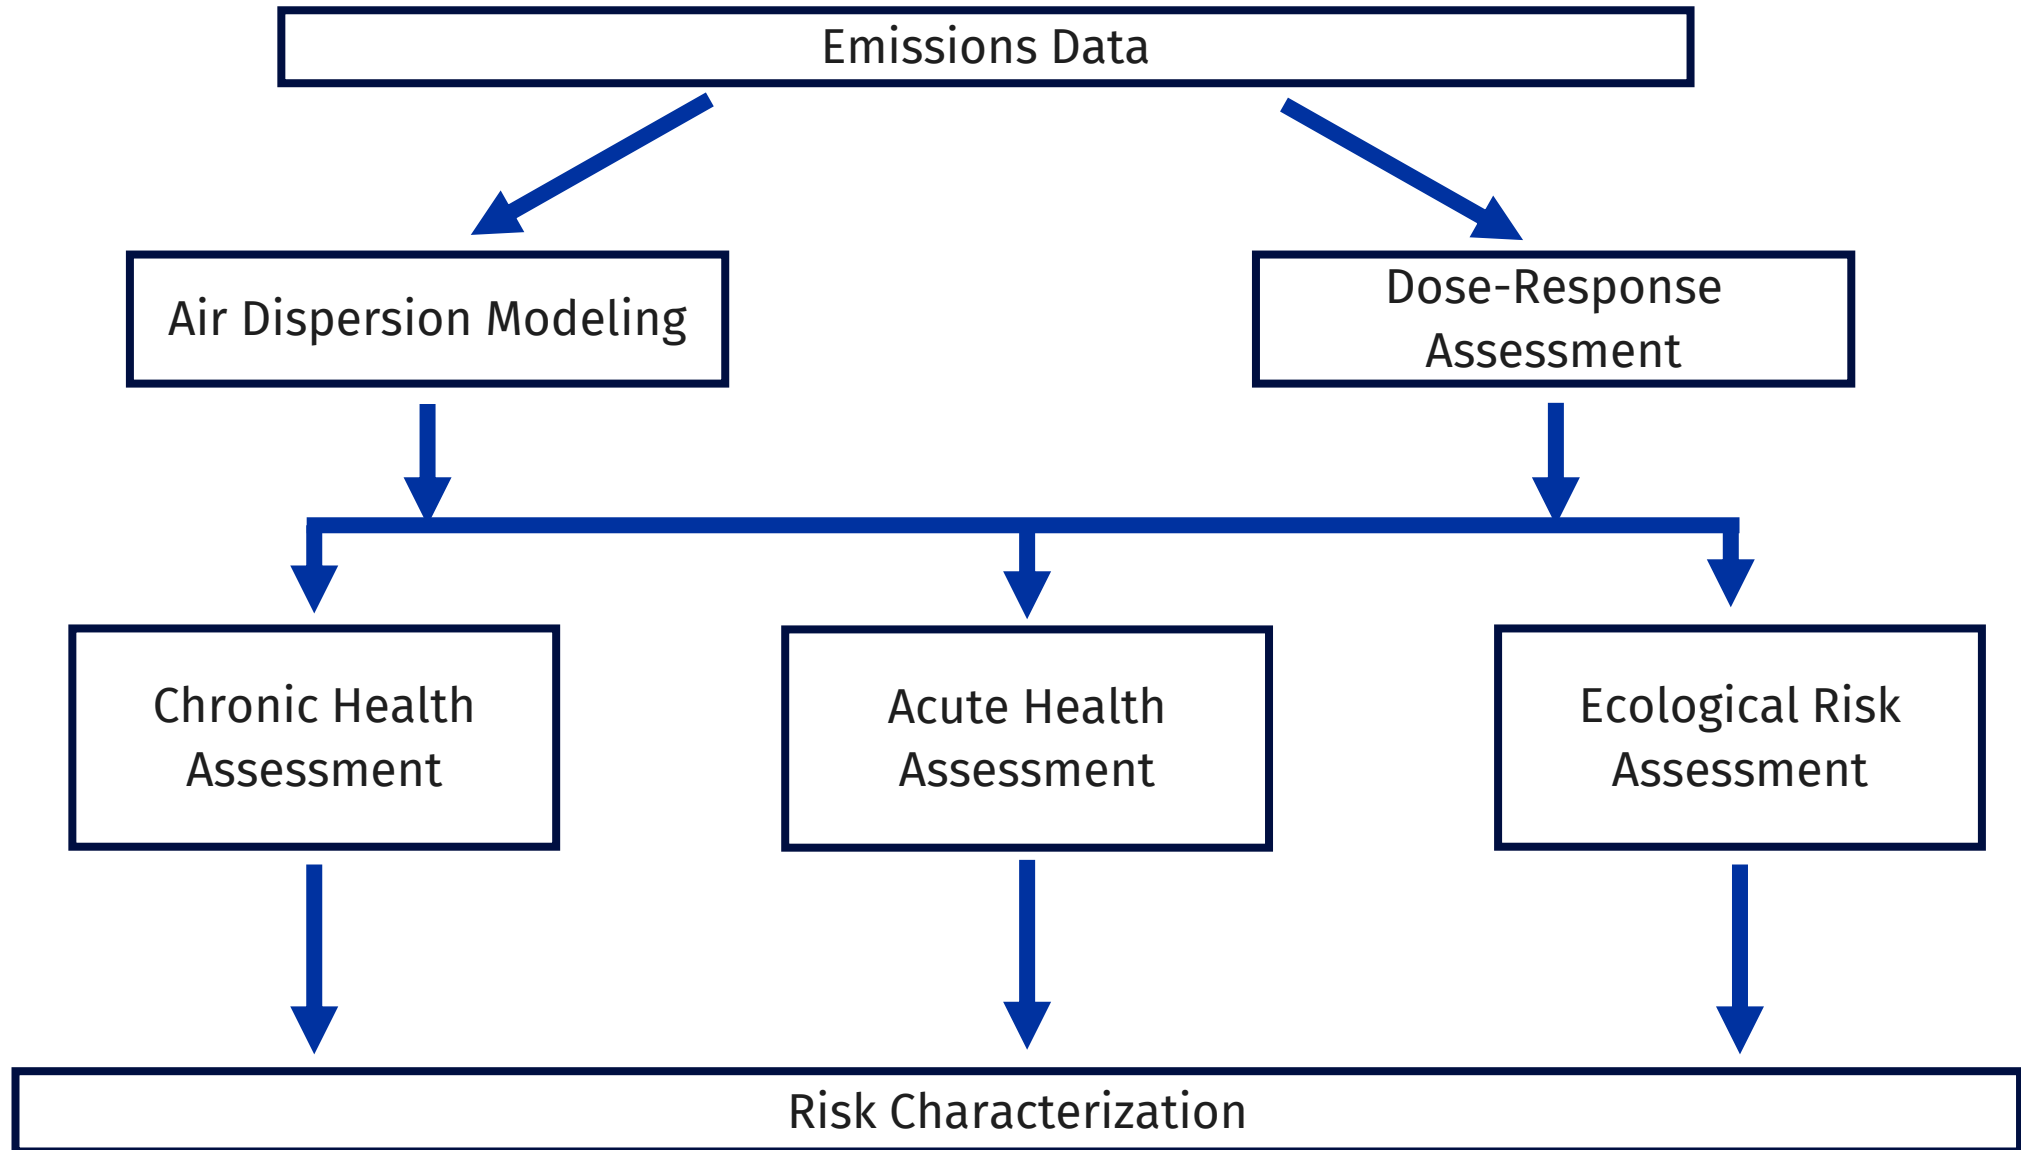 Emissions Data
Air Dispersion Modeling
Dose-Response
Assessment
Chronic Health
Assessment
Acute Health
Assessment
Ecological Risk
Assessment
Risk Characterization